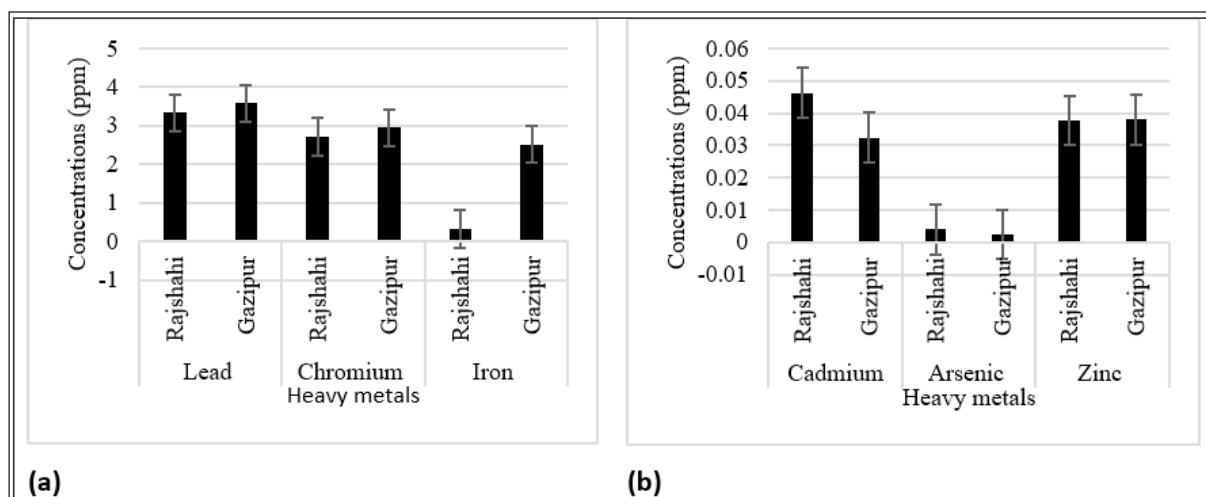 Concentrations (ppm)
5
4
3
2
1
0
-1
Rajshahi
Gazipur
Rajshahi
Gazipur
Rajshahi
Gazipur
Lead
Chromium
Iron
Heavy metals
(a)
Concentrations (ppm)
0.06
0.05
0.04
0.03
0.02
0.01
0
-0.01
Rajshahi
Gazipur
Rajshahi
Gazipur
Rajshahi
Gazipur
Cadmium
Arsenic
Zinc
Heavy metals
(b)